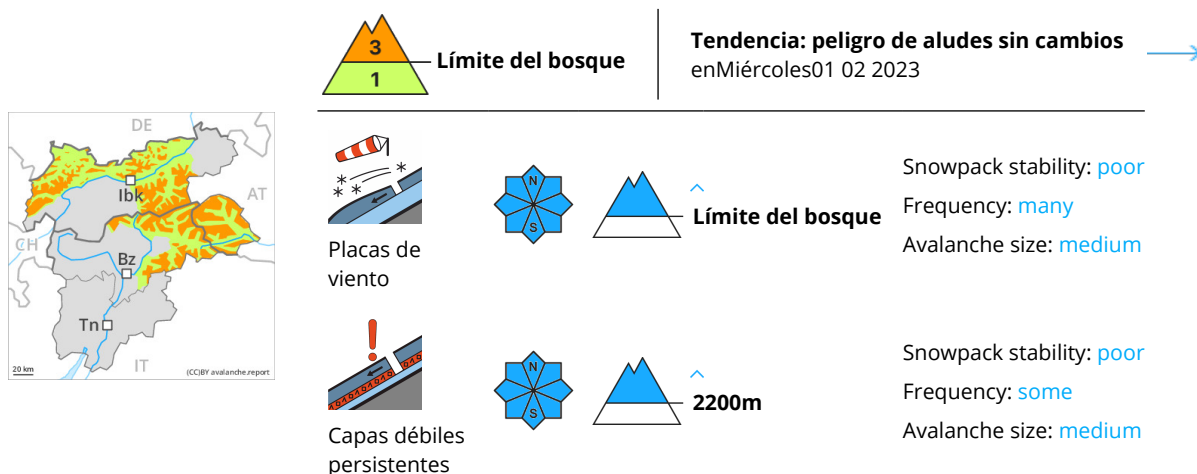 3
1
Límite del bosque
Tendencia: peligro de aludes sin cambios
enMiércoles01 02 2023
DE
AT
CH
IT
Ibk
Bz
Tn
20 km
(CC)BY avalanche.report
Placas de
viento
N
S
Límite del bosque
Snowpack stability: poor
Frequency: many
Avalanche size: medium
Capas débiles
persistentes
N
S
2200m
Snowpack stability: poor
Frequency: some
Avalanche size: medium